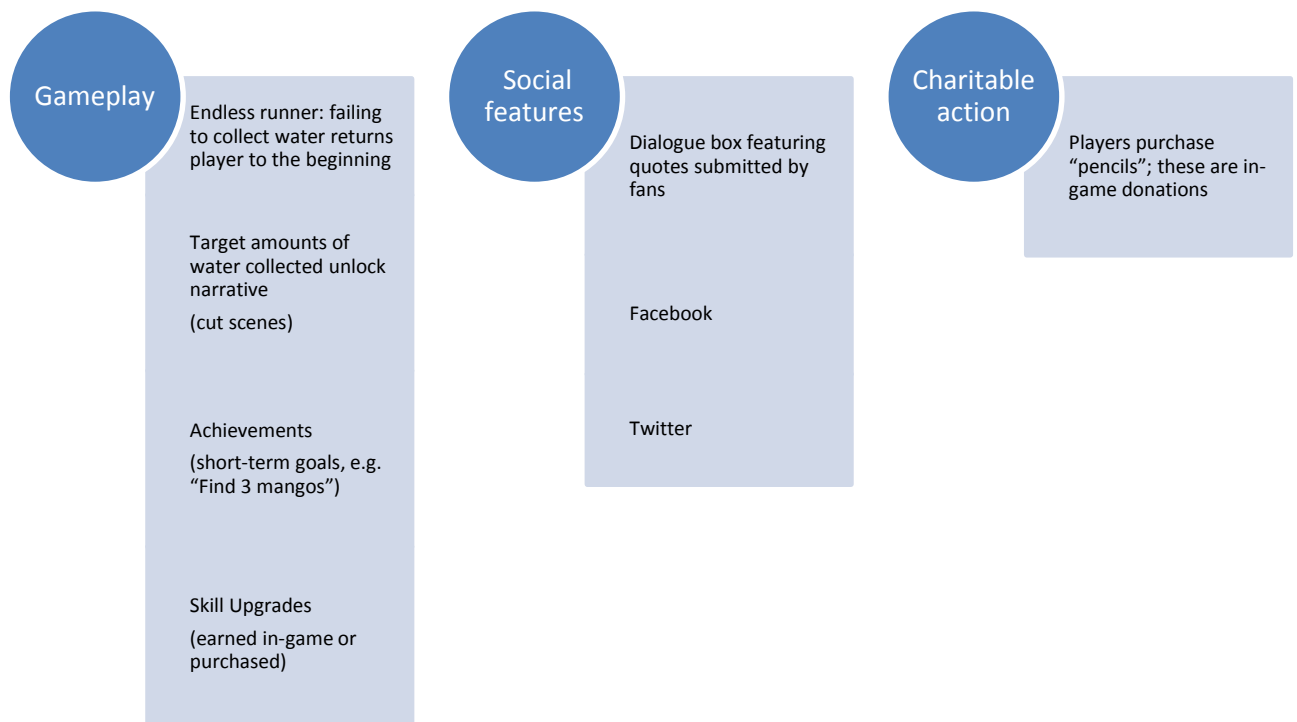 Gameplay
Endless runner: failing
to collect water returns
player to the beginning
Target amounts of
water collected unlock
narrative
(cut scenes)
Achievements
(short-term goals, e.g.
“Find 3 mangos”)
Skill Upgrades
(earned in-game or
purchased)
Social
features
Dialogue box featuring
quotes submitted by
fans
Facebook
Twitter
Charitable
action
Players purchase
“pencils”; these are in-
game donations